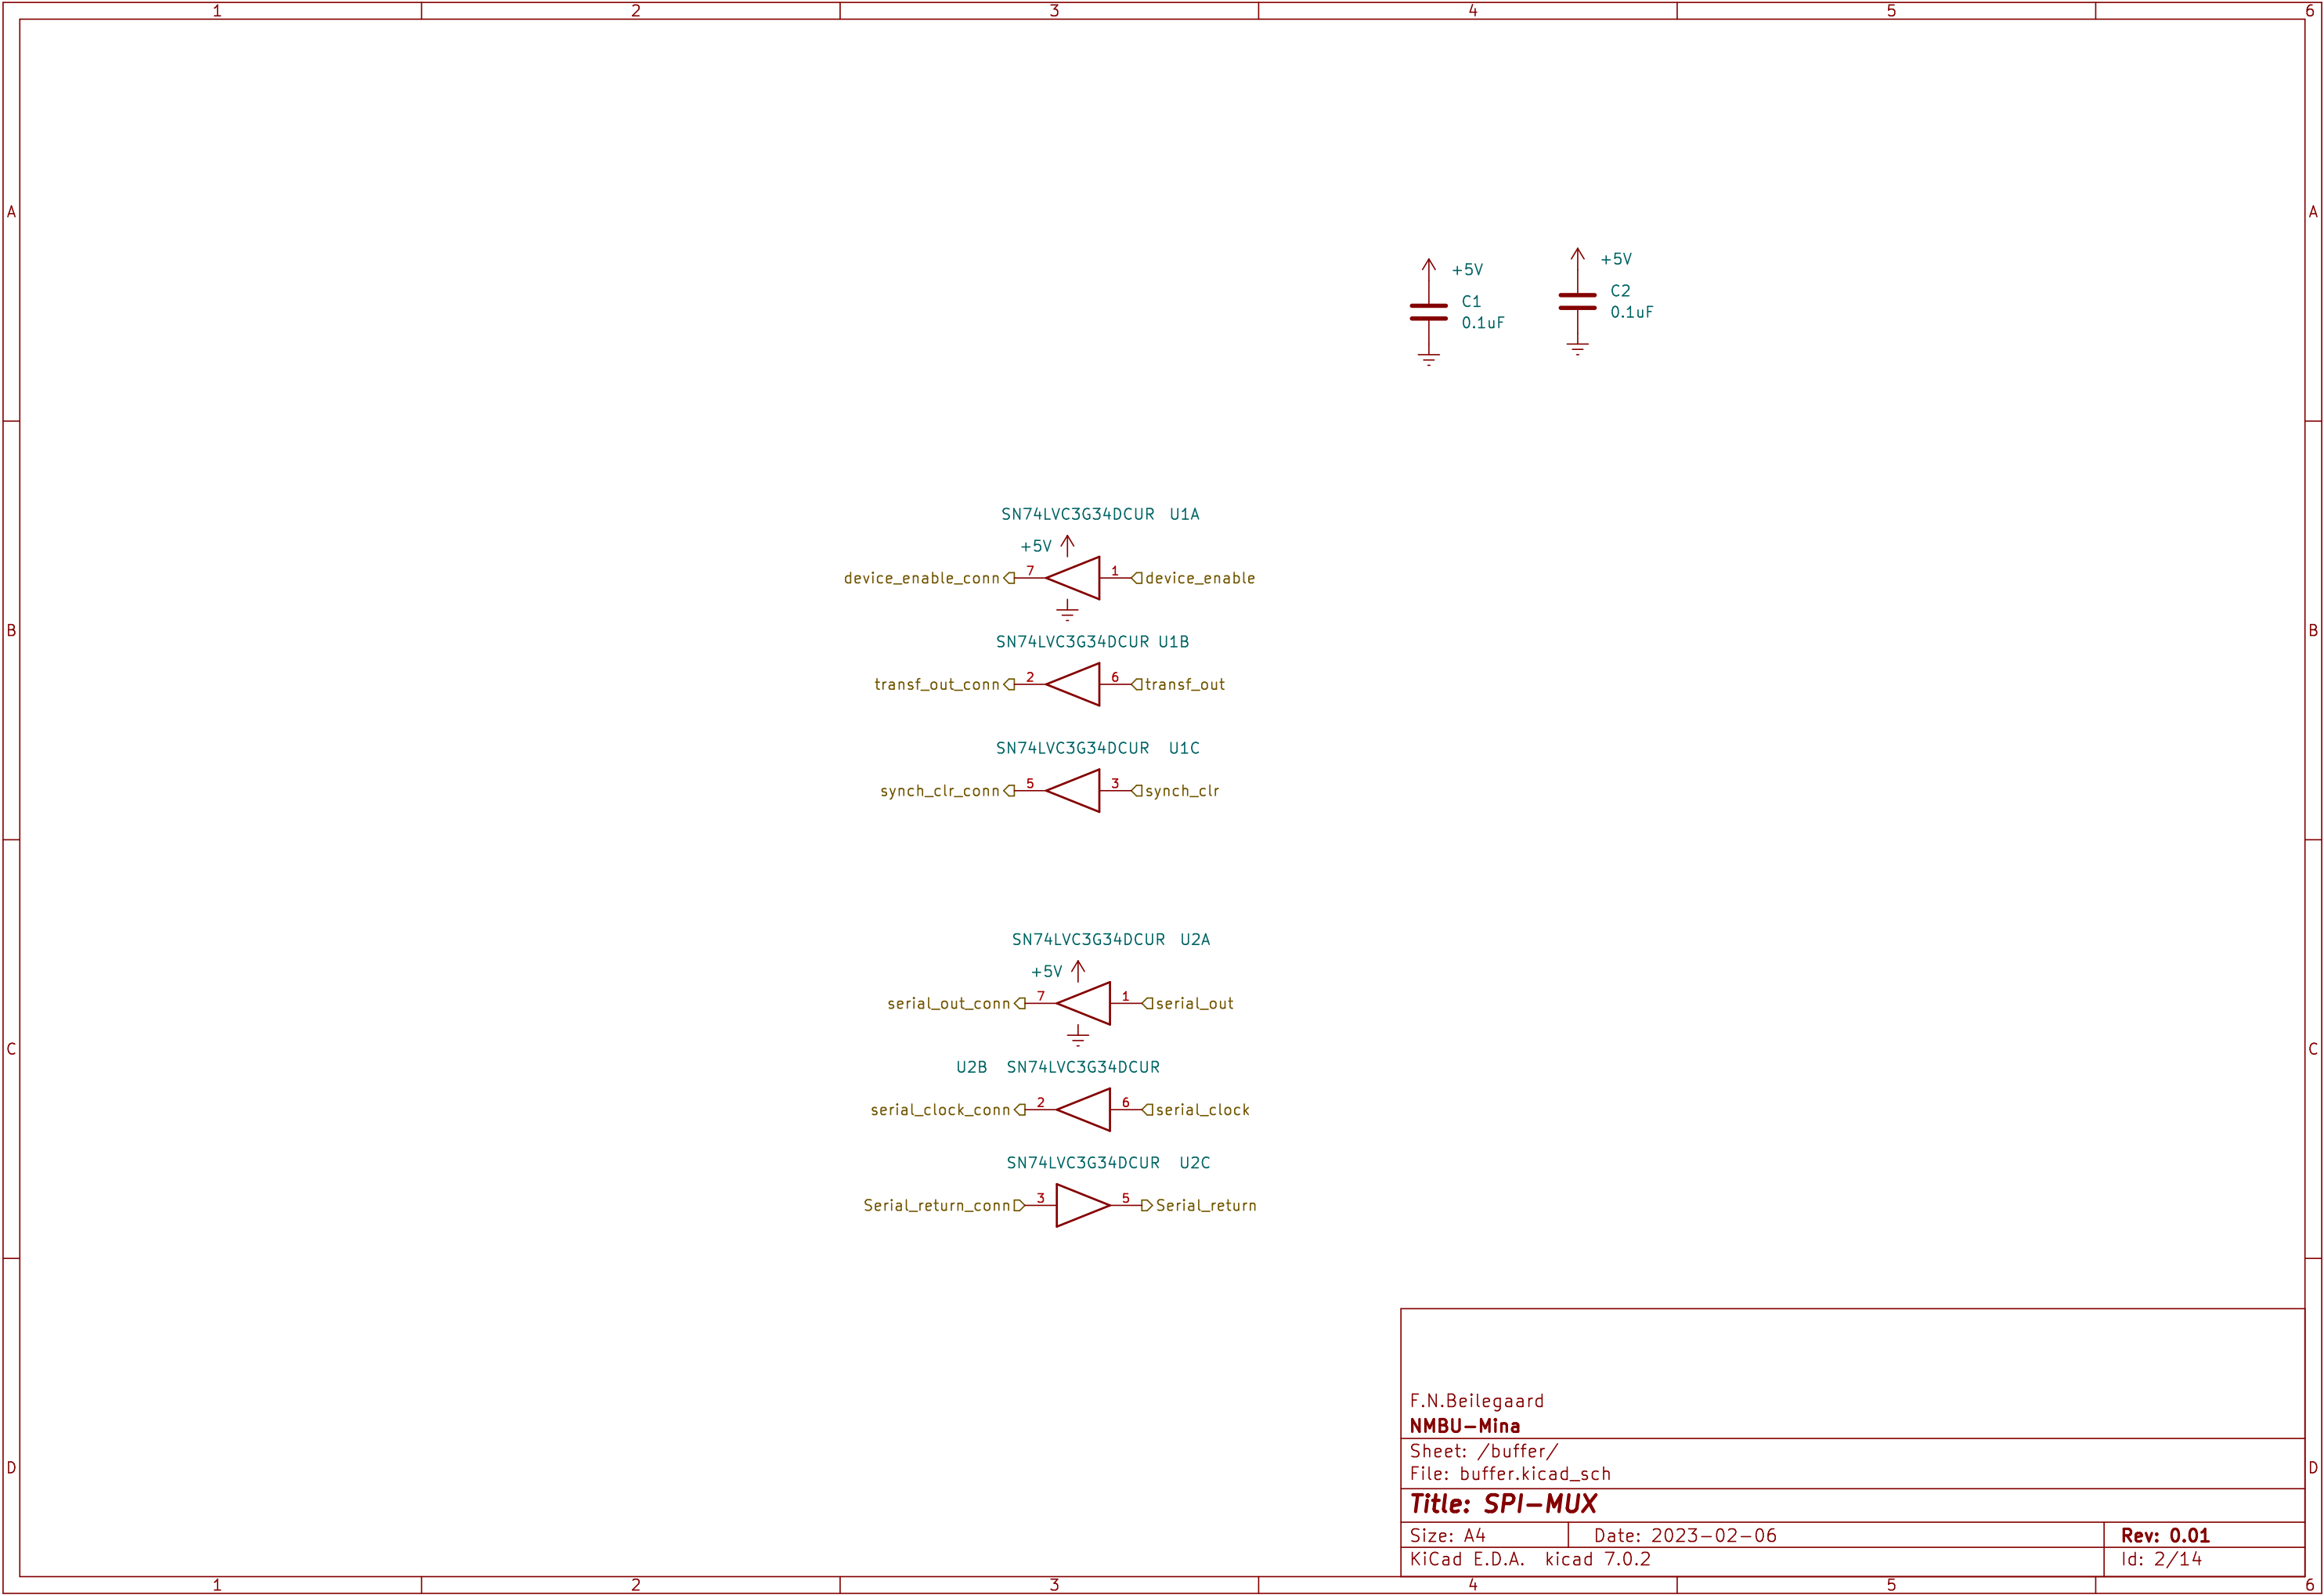 1 2 3 4 5 6
A A
+5V
+5V
C2
C1
0.1uF
0.1uF
SN74LVC3G34DCUR U1A
+5V
device_enable_conn 7 1 device_enable
B B
SN74LVC3G34DCUR U1B
transf_out_conn 2 6 transf_out
SN74LVC3G34DCUR U1C
synch_clr_conn 5 3 synch_clr
SN74LVC3G34DCUR U2A
+5V
serial_out_conn 7 1 serial_out
C C
U2B SN74LVC3G34DCUR
serial_clock_conn 2 6 serial_clock
SN74LVC3G34DCUR U2C
Serial_return_conn 3 5 Serial_return
F.N.Beilegaard
NMBU-Mina
Sheet: /buffer/
D D
File: buffer.kicad_sch
Title: SPI-MUX
Size: A4 Date: 2023-02-06 Rev: 0.01
KiCad E.D.A. kicad 7.0.2 Id: 2/14
1 2 3 4 5 6